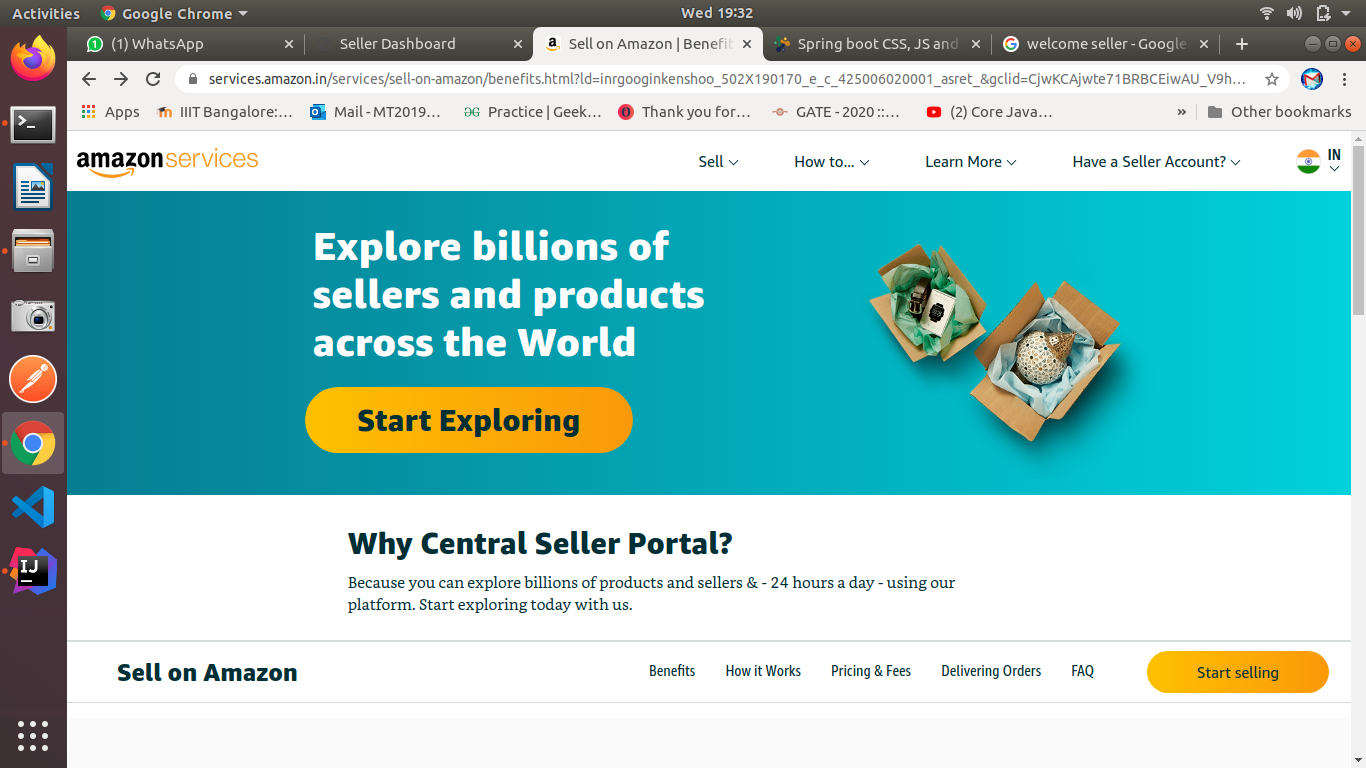 Activities
Google Chrome
Wed 19:32
(1) WhatsApp
Seller Dashboard
Sell on Amazon | Benefit
Spring boot CSS, JS and
welcome seller - Google
services.amazon.in/services/sell-on-amazon/benefits.html?ld=inrgooginkenshoo_502X190170_e_c_425006020001_asret_&gclid=CjwKCAjwte71BRBCEiwAU_V9h...
Apps
IIIT Bangalore:...
Mail - MT2019...
Practice | Geek...
Thank you for...
GATE - 2020 ::...
(2) Core Java...
»
Other bookmarks
amazonservices
Sell
How to...
Learn More
Have a Seller Account?
IN
Explore billions of
sellers and products
across the World
Start Exploring
Why Central Seller Portal?
Because you can explore billions of products and sellers & - 24 hours a day - using our
platform. Start exploring today with us.
Sell on Amazon
Benefits
How it Works
Pricing & Fees
Delivering Orders
FAQ
Start selling
IJ